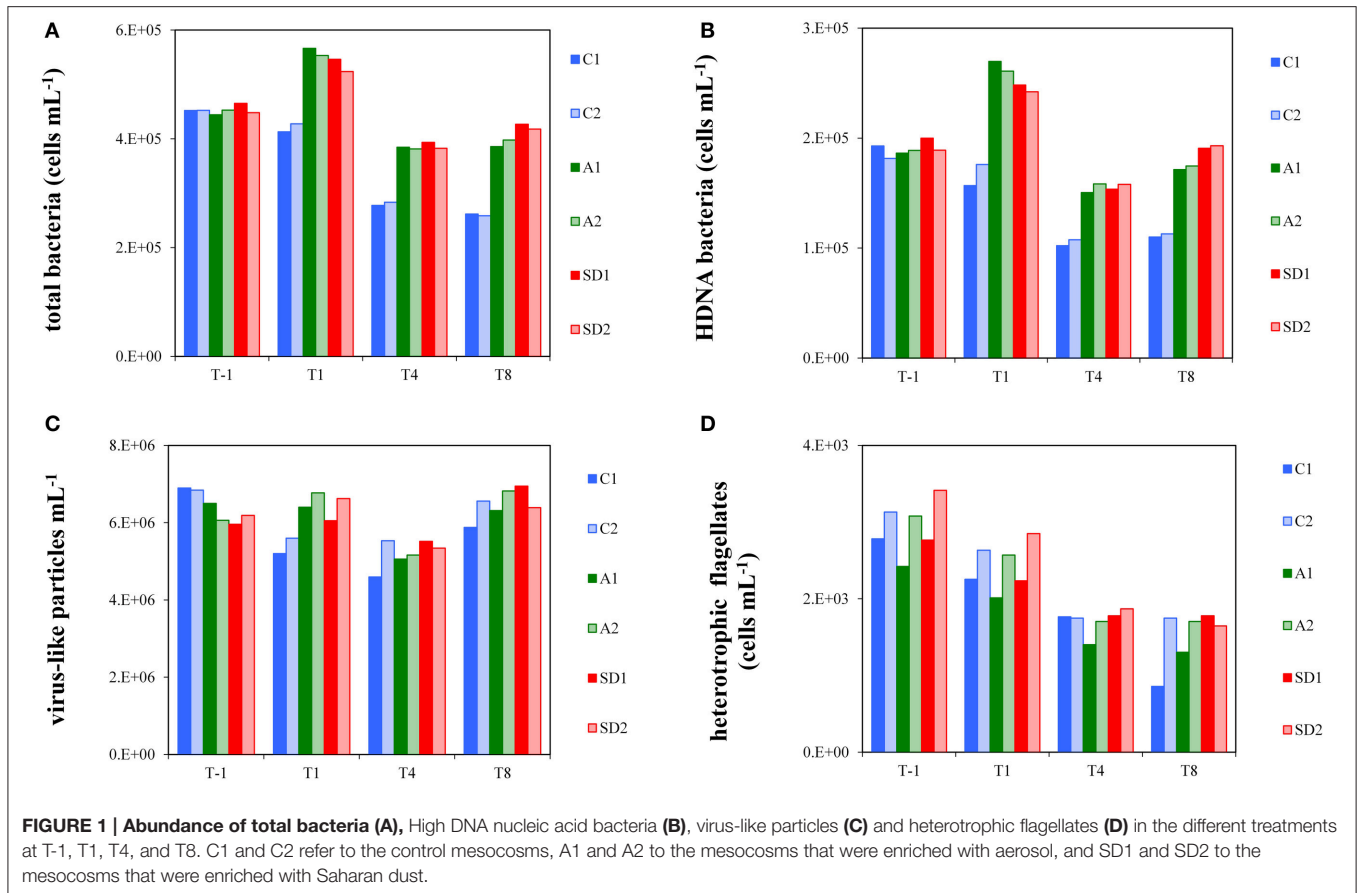 A
total bacteria (cells mL⁻¹)
6.E+05
4.E+05
2.E+05
0.E+00
T-1 T1 T4 T8
C1
C2
A1
A2
SD1
SD2
B
HDNA bacteria (cells mL⁻¹)
3.E+05
2.E+05
1.E+05
0.E+00
T-1 T1 T4 T8
C1
C2
A1
A2
SD1
SD2
C
virus-like particles mL⁻¹
8.E+06
6.E+06
4.E+06
2.E+06
0.E+00
T-1 T1 T4 T8
C1
C2
A1
A2
SD1
SD2
D
heterotrophic flagellates
(cells mL⁻¹)
4.E+03
2.E+03
0.E+00
T-1 T1 T4 T8
C1
C2
A1
A2
SD1
SD2
FIGURE 1 | Abundance of total bacteria (A), High DNA nucleic acid bacteria (B), virus-like particles (C) and heterotrophic flagellates (D) in the different treatments
at T-1, T1, T4, and T8. C1 and C2 refer to the control mesocosms, A1 and A2 to the mesocosms that were enriched with aerosol, and SD1 and SD2 to the
mesocosms that were enriched with Saharan dust.